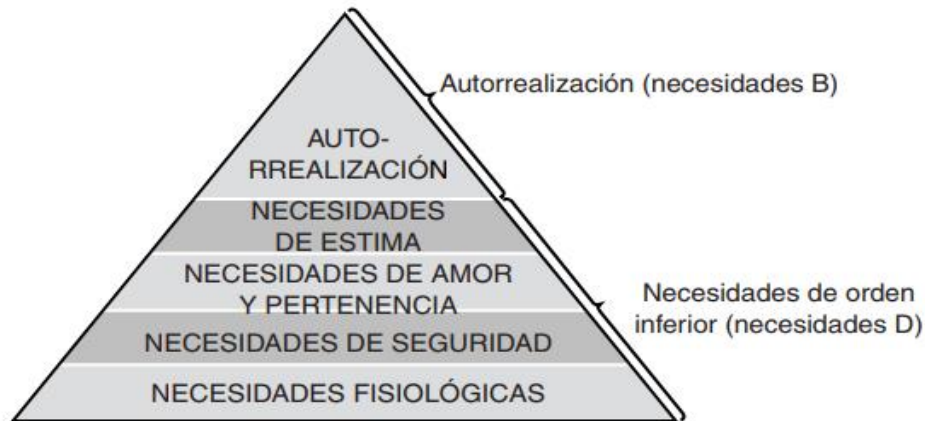 Autorrealización (necesidades B)
AUTO-
RREALIZACIÓN
NECESIDADES
DE ESTIMA
NECESIDADES DE AMOR
Y PERTENENCIA
Necesidades de orden
inferior (necesidades D)
NECESIDADES DE SEGURIDAD
NECESIDADES FISIOLÓGICAS